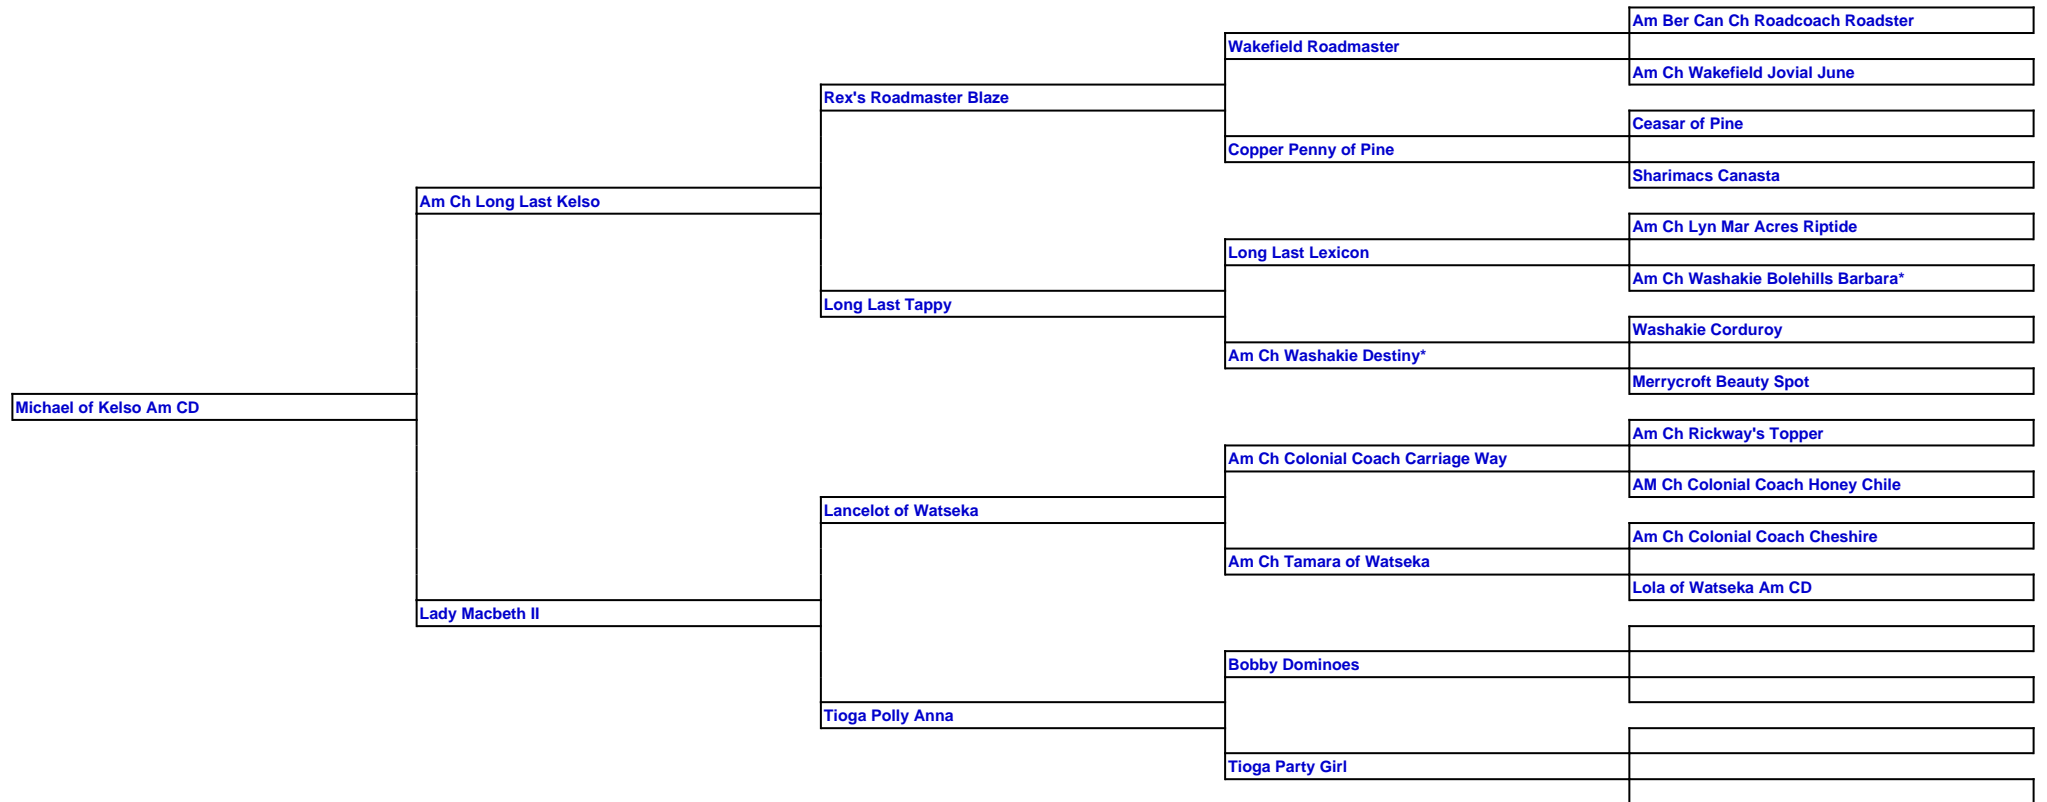 Am Ber Can Ch Roadcoach Roadster
Wakefield Roadmaster
Am Ch Wakefield Jovial June
Rex's Roadmaster Blaze
Ceasar of Pine
Copper Penny of Pine
Sharimacs Canasta
Am Ch Long Last Kelso
Am Ch Lyn Mar Acres Riptide
Long Last Lexicon
Am Ch Washakie Bolehills Barbara*
Long Last Tappy
Washakie Corduroy
Am Ch Washakie Destiny*
Merrycroft Beauty Spot
Michael of Kelso Am CD
Am Ch Rickway's Topper
Am Ch Colonial Coach Carriage Way
AM Ch Colonial Coach Honey Chile
Lancelot of Watseka
Am Ch Colonial Coach Cheshire
Am Ch Tamara of Watseka
Lola of Watseka Am CD
Lady Macbeth II
Bobby Dominoes
Tioga Polly Anna
Tioga Party Girl